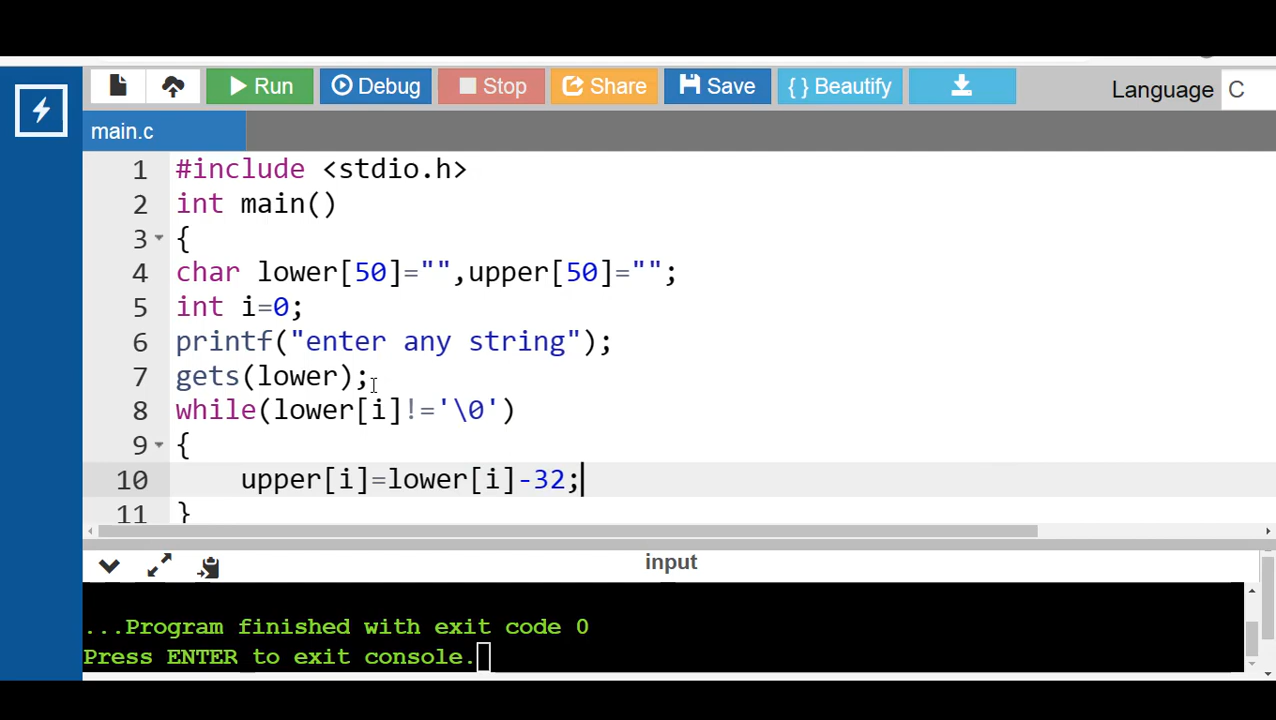 Run Debug Stop Share Save { } Beautify Language C
main.c
1 #include <stdio.h>
2 int main()
3 {
4 char lower[50]="",upper[50]="";
5 int i=0;
6 printf("enter any string");
7 gets(lower);
8 while(lower[i]!='\0')
9 {
10 upper[i]=lower[i]-32;
11 }
input
...Program finished with exit code 0
Press ENTER to exit console.